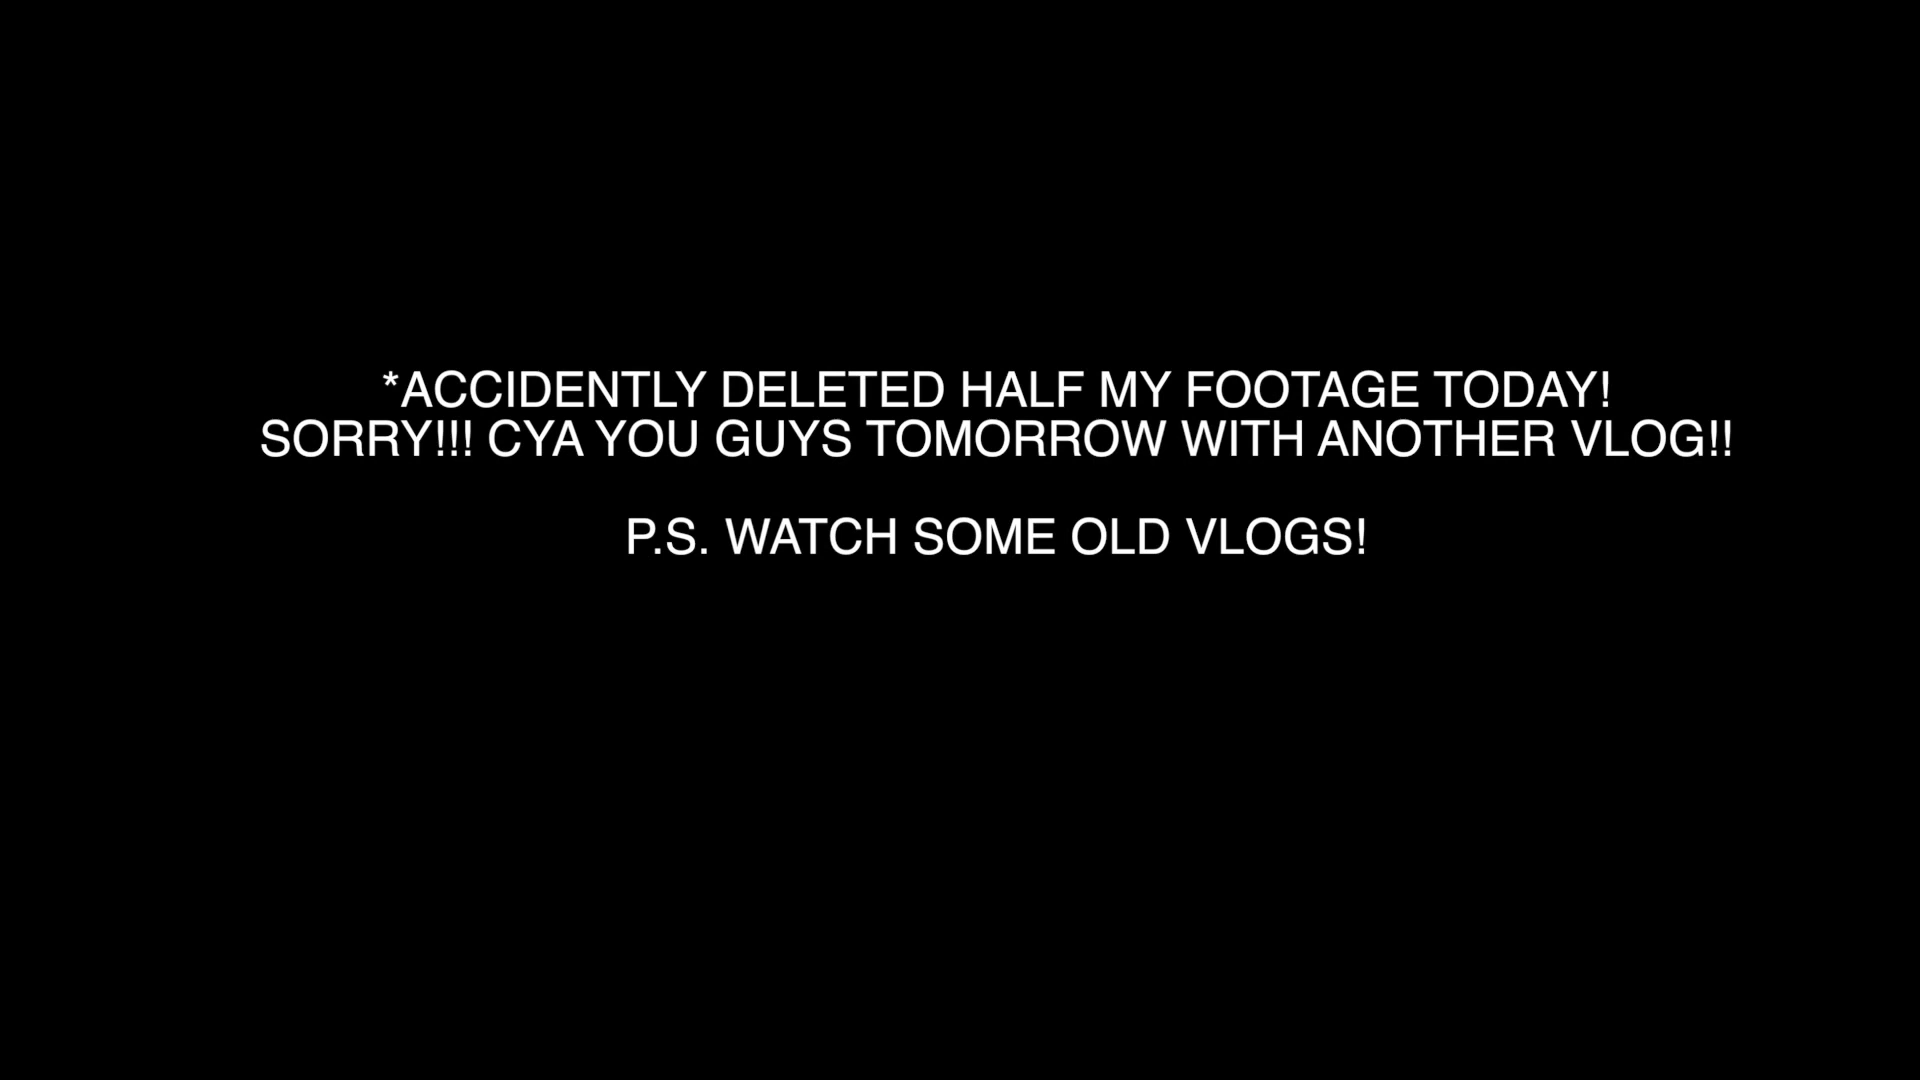 *ACCIDENTLY DELETED HALF MY FOOTAGE TODAY!
SORRY!!! CYA YOU GUYS TOMORROW WITH ANOTHER VLOG!!
P.S. WATCH SOME OLD VLOGS!